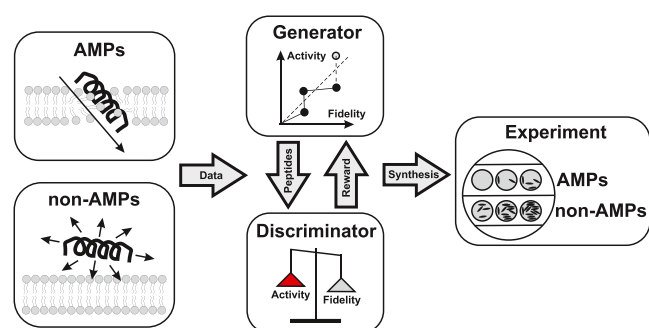 AMPs
non-AMPs
Data
Generator
Activity
Fidelity
Peptides
Reward
Discriminator
Activity
Fidelity
Synthesis
Experiment
AMPs
non-AMPs